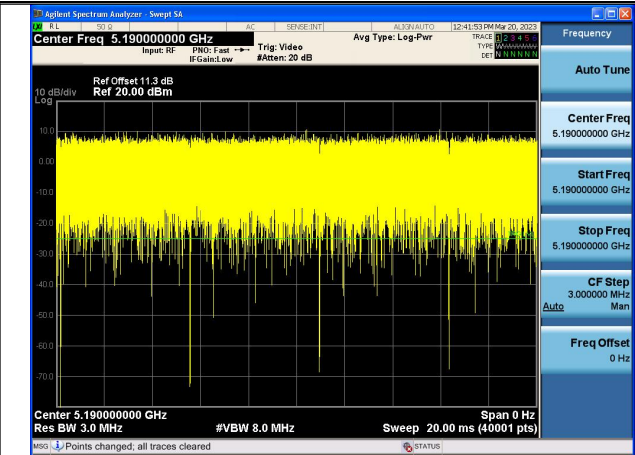 Agilent Spectrum Analyzer - Swept SA
RL 50 Ω AC SENSE:INT ALIGN AUTO 12:41:53 PM Mar 20, 2023
Center Freq 5.190000000 GHz
Input: RF PNO: Fast
IFGain:Low
Trig: Video
#Atten: 20 dB
Avg Type: Log-Pwr
TRACE 1 2 3 4 5 6
TYPE
DET N N N N N N
Ref Offset 11.3 dB
10 dB/div Ref 20.00 dBm
Log
10.0
0.00
-10.0
-20.0
-30.0
-40.0
-50.0
-60.0
-70.0
Center 5.190000000 GHz Span 0 Hz
Res BW 3.0 MHz #VBW 8.0 MHz Sweep 20.00 ms (40001 pts)
MSG Points changed; all traces cleared STATUS
Frequency
Auto Tune
Center Freq
5.190000000 GHz
Start Freq
5.190000000 GHz
Stop Freq
5.190000000 GHz
CF Step
3.000000 MHz
Auto Man
Freq Offset
0 Hz